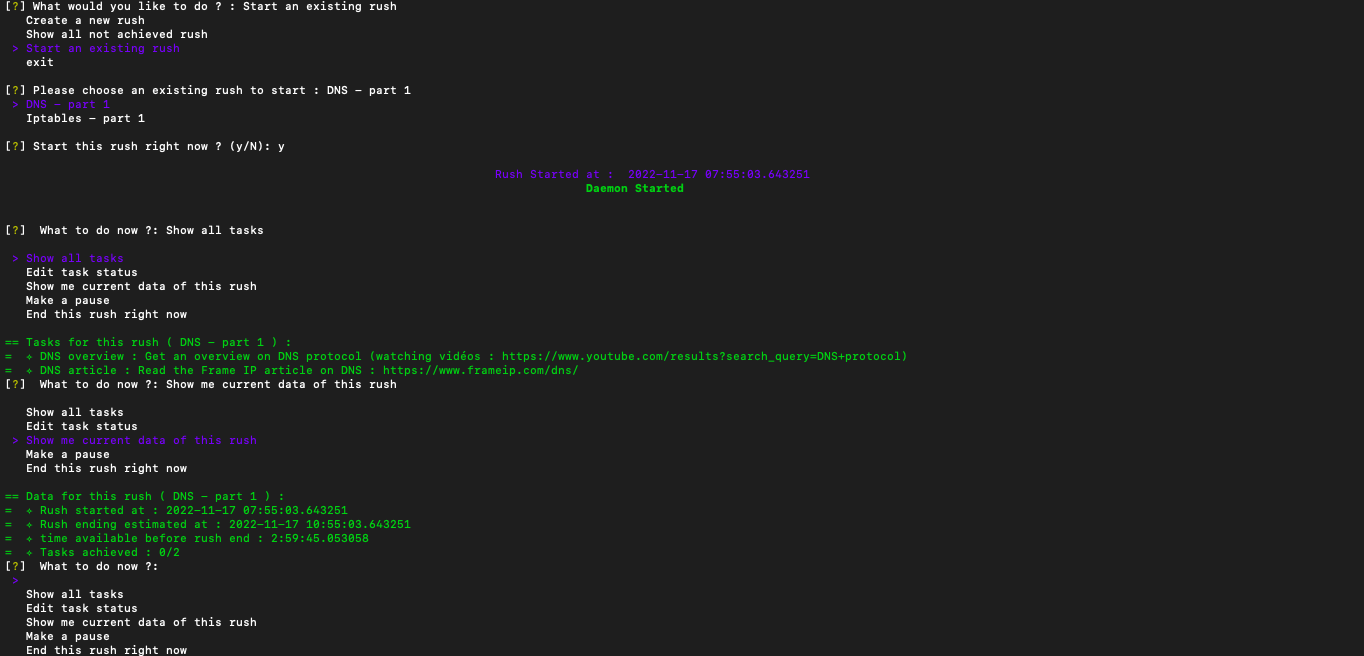 [?] What would you like to do ? : Start an existing rush
Create a new rush
Show all not achieved rush
> Start an existing rush
exit
[?] Please choose an existing rush to start : DNS - part 1
> DNS - part 1
Iptables - part 1
[?] Start this rush right now ? (y/N): y
Rush Started at :  2022-11-17 07:55:03.643251
Daemon Started
[?]  What to do now ?: Show all tasks
> Show all tasks
Edit task status
Show me current data of this rush
Make a pause
End this rush right now
== Tasks for this rush ( DNS - part 1 ) :
=  ✧ DNS overview : Get an overview on DNS protocol (watching vidéos : https://www.youtube.com/results?search_query=DNS+protocol)
=  ✧ DNS article : Read the Frame IP article on DNS : https://www.frameip.com/dns/
[?]  What to do now ?: Show me current data of this rush
Show all tasks
Edit task status
> Show me current data of this rush
Make a pause
End this rush right now
== Data for this rush ( DNS - part 1 ) :
=  ✧ Rush started at : 2022-11-17 07:55:03.643251
=  ✧ Rush ending estimated at : 2022-11-17 10:55:03.643251
=  ✧ time available before rush end : 2:59:45.053058
=  ✧ Tasks achieved : 0/2
[?]  What to do now ?:
>
Show all tasks
Edit task status
Show me current data of this rush
Make a pause
End this rush right now